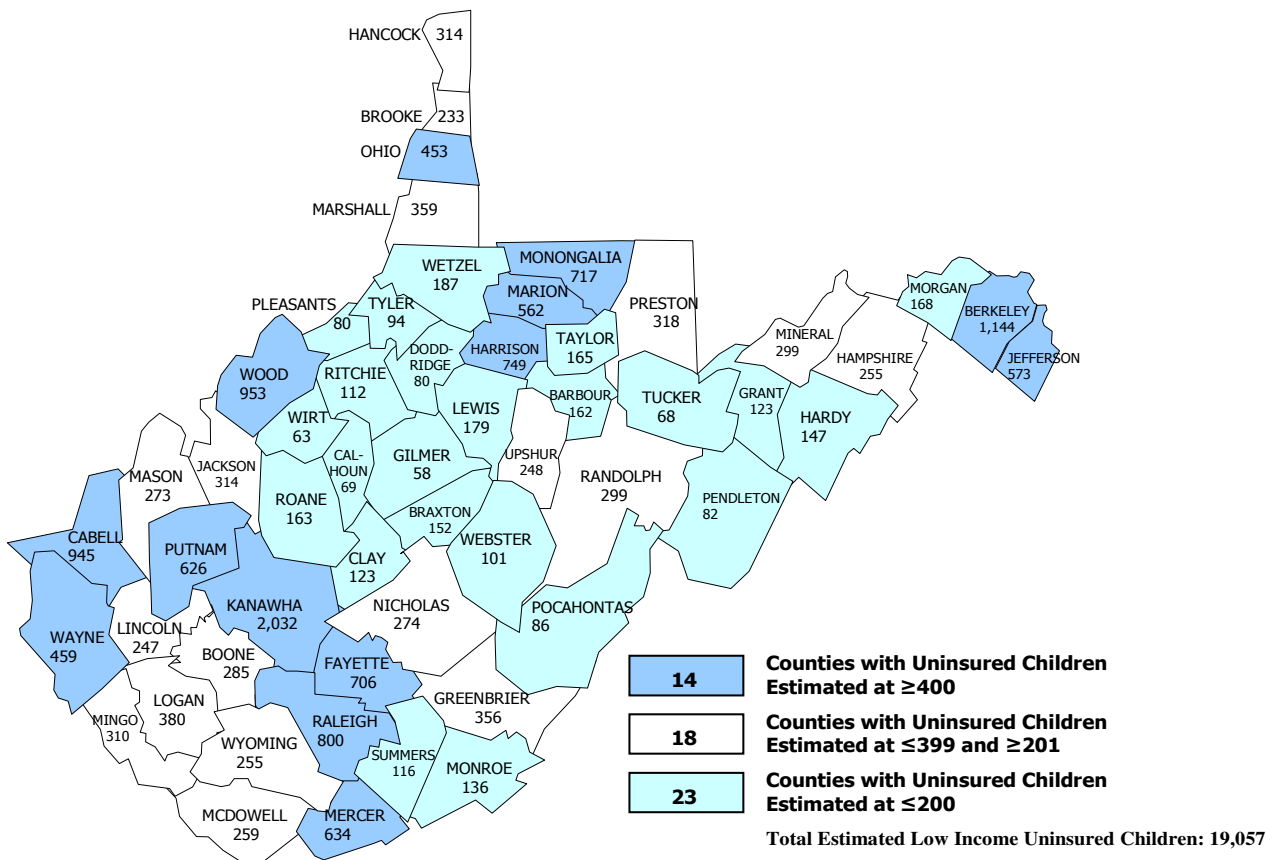 HANCOCK 314
BROOKE 233
OHIO 453
MARSHALL 359
WETZEL
187
MONONGALIA
717
MARION
562
PRESTON
318
PLEASANTS
80
TYLER
94
DODD-
RIDGE
80
HARRISON
749
TAYLOR
165
MINERAL
299
HAMPSHIRE
255
MORGAN
168
BERKELEY
1,144
JEFFERSON
573
WOOD
953
RITCHIE
112
WIRT
63
LEWIS
179
BARBOUR
162
TUCKER
68
GRANT
123
HARDY
147
MASON
273
JACKSON
314
CAL-
HOUN
69
GILMER
58
UPSHUR
248
RANDOLPH
299
PENDLETON
82
ROANE
163
BRAXTON
152
WEBSTER
101
CABELL
945
PUTNAM
626
CLAY
123
KANAWHA
2,032
NICHOLAS
274
POCAHONTAS
86
WAYNE
459
LINCOLN
247
BOONE
285
FAYETTE
706
GREENBRIER
356
MINGO
310
LOGAN
380
RALEIGH
800
WYOMING
255
SUMMERS
116
MONROE
136
MCDOWELL
259
MERCER
634
14 Counties with Uninsured Children
Estimated at ≥400
18 Counties with Uninsured Children
Estimated at ≤399 and ≥201
23 Counties with Uninsured Children
Estimated at ≤200
Total Estimated Low Income Uninsured Children: 19,057